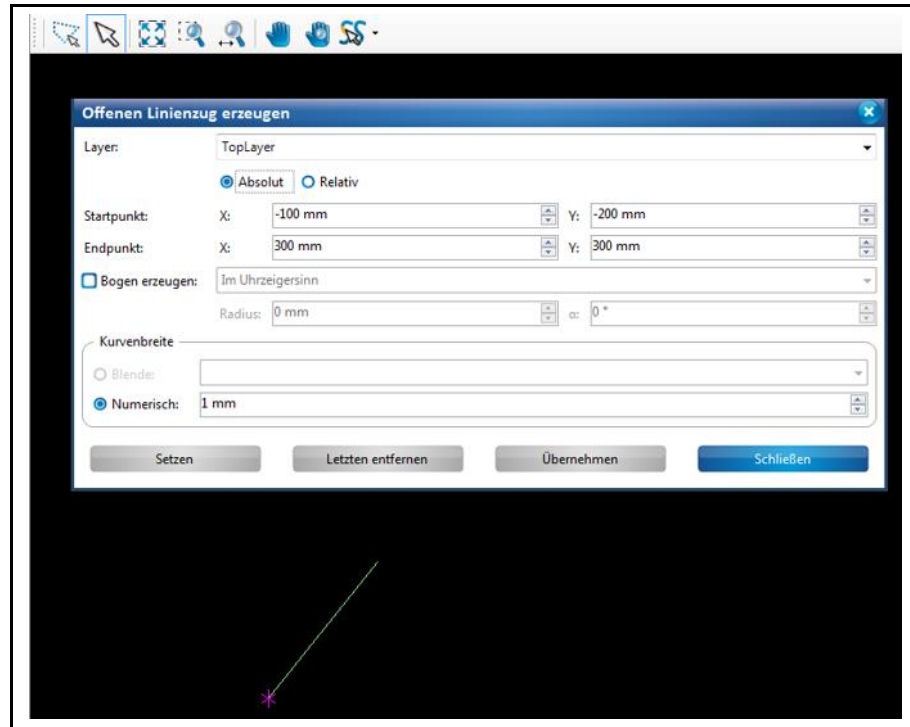 Offenen Linienzug erzeugen
Layer: TopLayer
Absolut Relativ
Startpunkt: X: -100 mm Y: -200 mm
Endpunkt: X: 300 mm Y: 300 mm
Bogen erzeugen: Im Uhrzeigersinn
Radius: 0 mm α: 0 °
Kurvenbreite
Blende:
Numerisch: 1 mm
Setzen Letzten entfernen Übernehmen Schließen